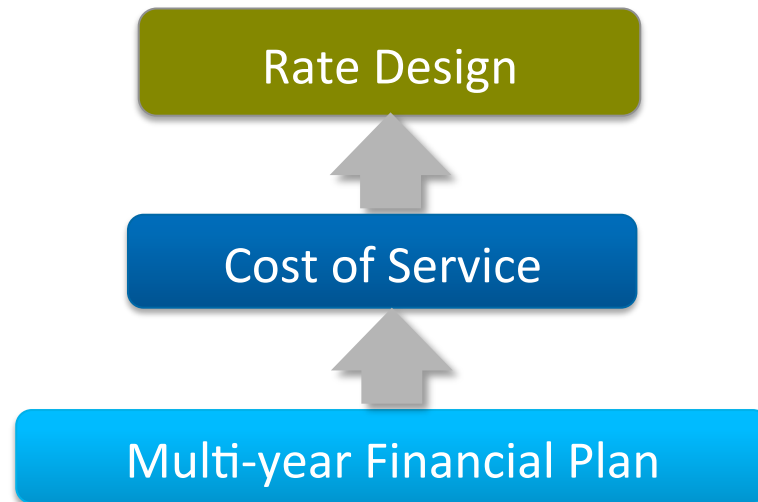 Rate Design
Cost of Service
Multi-year Financial Plan